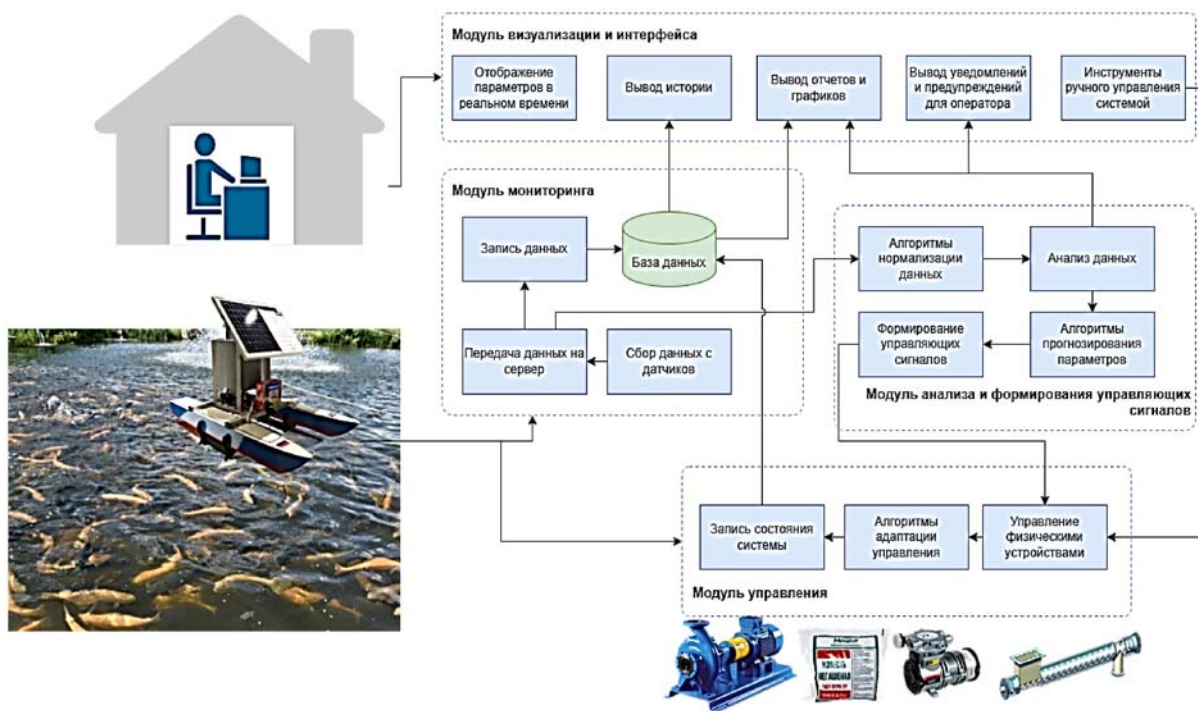 Модуль визуализации и интерфейса
Отображение
параметров в
реальном времени
Вывод истории
Вывод отчетов и
графиков
Вывод уведомлений
и предупреждений
для оператора
Инструменты
ручного управления
системой
Модуль мониторинга
Запись данных
База данных
Передача данных на
сервер
Сбор данных с
датчиков
Алгоритмы
нормализации
данных
Анализ данных
Формирование
управляющих
сигналов
Алгоритмы
прогнозирования
параметров
Модуль анализа и формирования управляющих
сигналов
Запись состояния
системы
Алгоритмы
адаптации
управления
Управление
физическими
устройствами
Модуль управления
ИЗВЕСТЬ
НЕГАШЕНАЯ